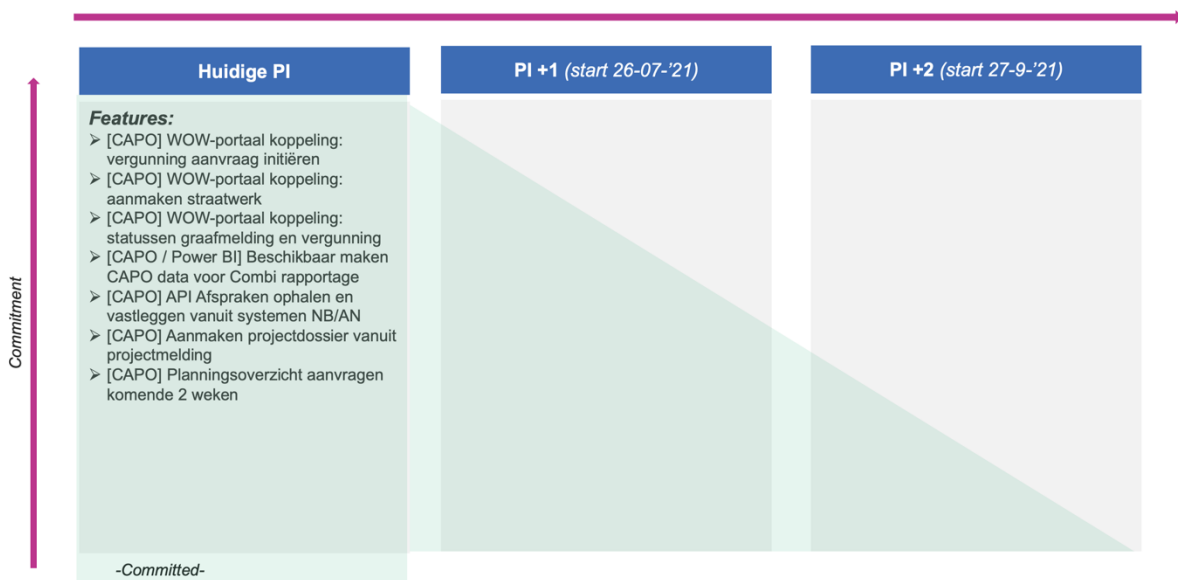 Huidige PI
PI +1 (start 26-07-'21)
PI +2 (start 27-9-'21)
Commitment
Features:
➢ [CAPO] WOW-portaal koppeling:
vergunning aanvraag initiëren
➢ [CAPO] WOW-portaal koppeling:
aanmaken straatwerk
➢ [CAPO] WOW-portaal koppeling:
statussen graafmelding en vergunning
➢ [CAPO / Power BI] Beschikbaar maken
CAPO data voor Combi rapportage
➢ [CAPO] API Afspraken ophalen en
vastleggen vanuit systemen NB/AN
➢ [CAPO] Aanmaken projectdossier vanuit
projectmelding
➢ [CAPO] Planningsoverzicht aanvragen
komende 2 weken
-Committed-